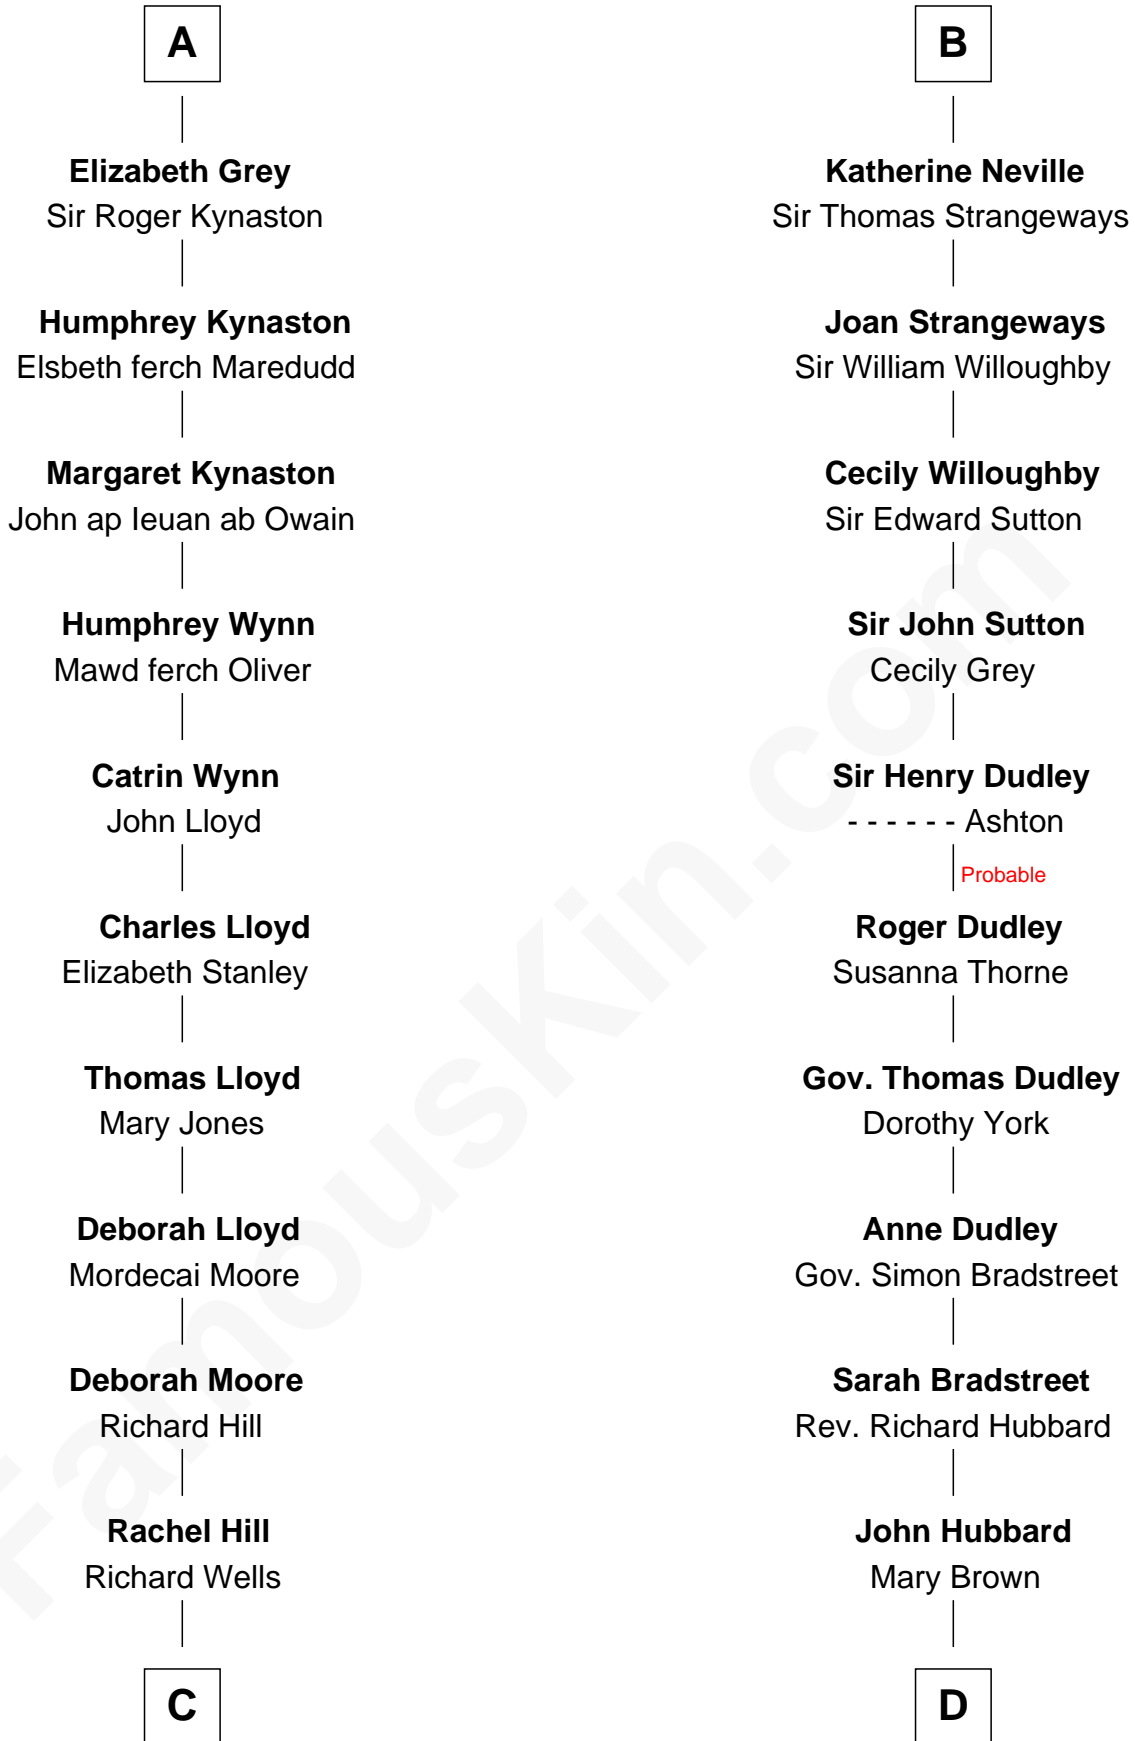 A
Elizabeth Grey
Sir Roger Kynaston
Humphrey Kynaston
Elsbeth ferch Maredudd
Margaret Kynaston
John ap Ieuan ab Owain
Humphrey Wynn
Mawd ferch Oliver
Catrin Wynn
John Lloyd
Charles Lloyd
Elizabeth Stanley
Thomas Lloyd
Mary Jones
Deborah Lloyd
Mordecai Moore
Deborah Moore
Richard Hill
Rachel Hill
Richard Wells
C
B
Katherine Neville
Sir Thomas Strangeways
Joan Strangeways
Sir William Willoughby
Cecily Willoughby
Sir Edward Sutton
Sir John Sutton
Cecily Grey
Sir Henry Dudley
- - - - - - Ashton
Probable
Roger Dudley
Susanna Thorne
Gov. Thomas Dudley
Dorothy York
Anne Dudley
Gov. Simon Bradstreet
Sarah Bradstreet
Rev. Richard Hubbard
John Hubbard
Mary Brown
D
FamousKin.com